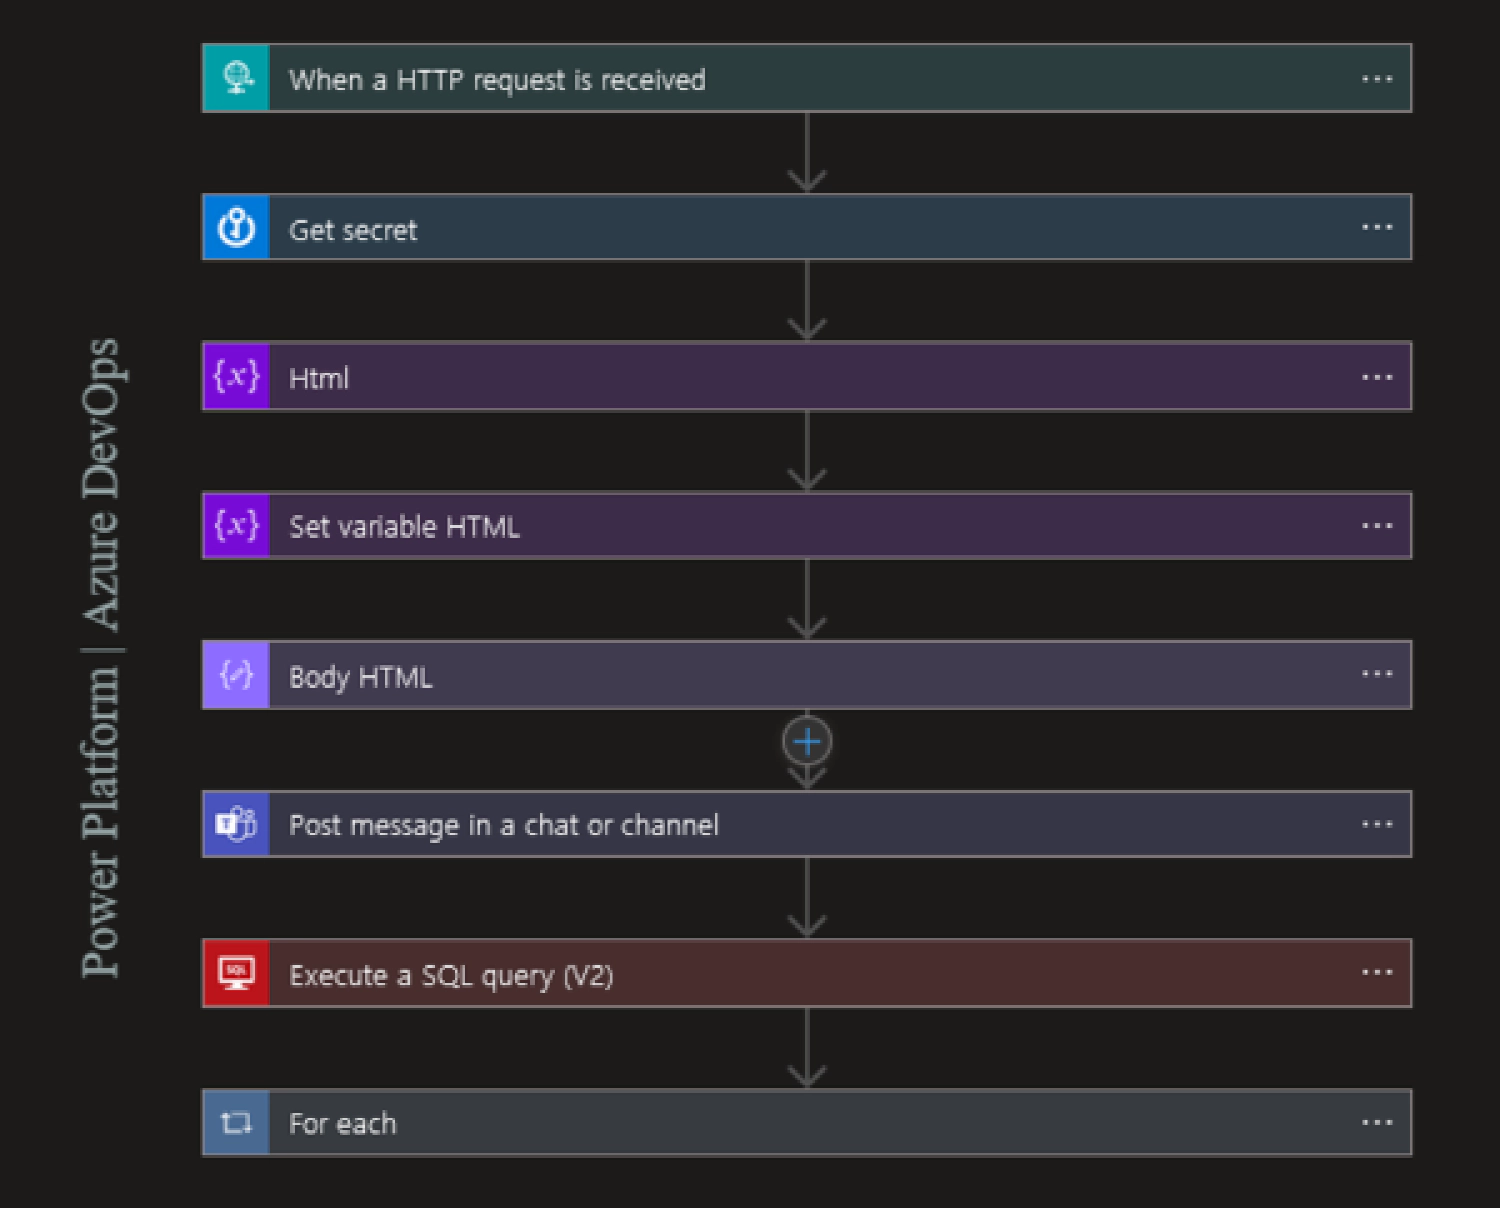 When a HTTP request is received
Get secret
{x} Html
{x} Set variable HTML
Body HTML
T Post message in a chat or channel
SQL Execute a SQL query (V2)
For each
Power Platform | Azure DevOps